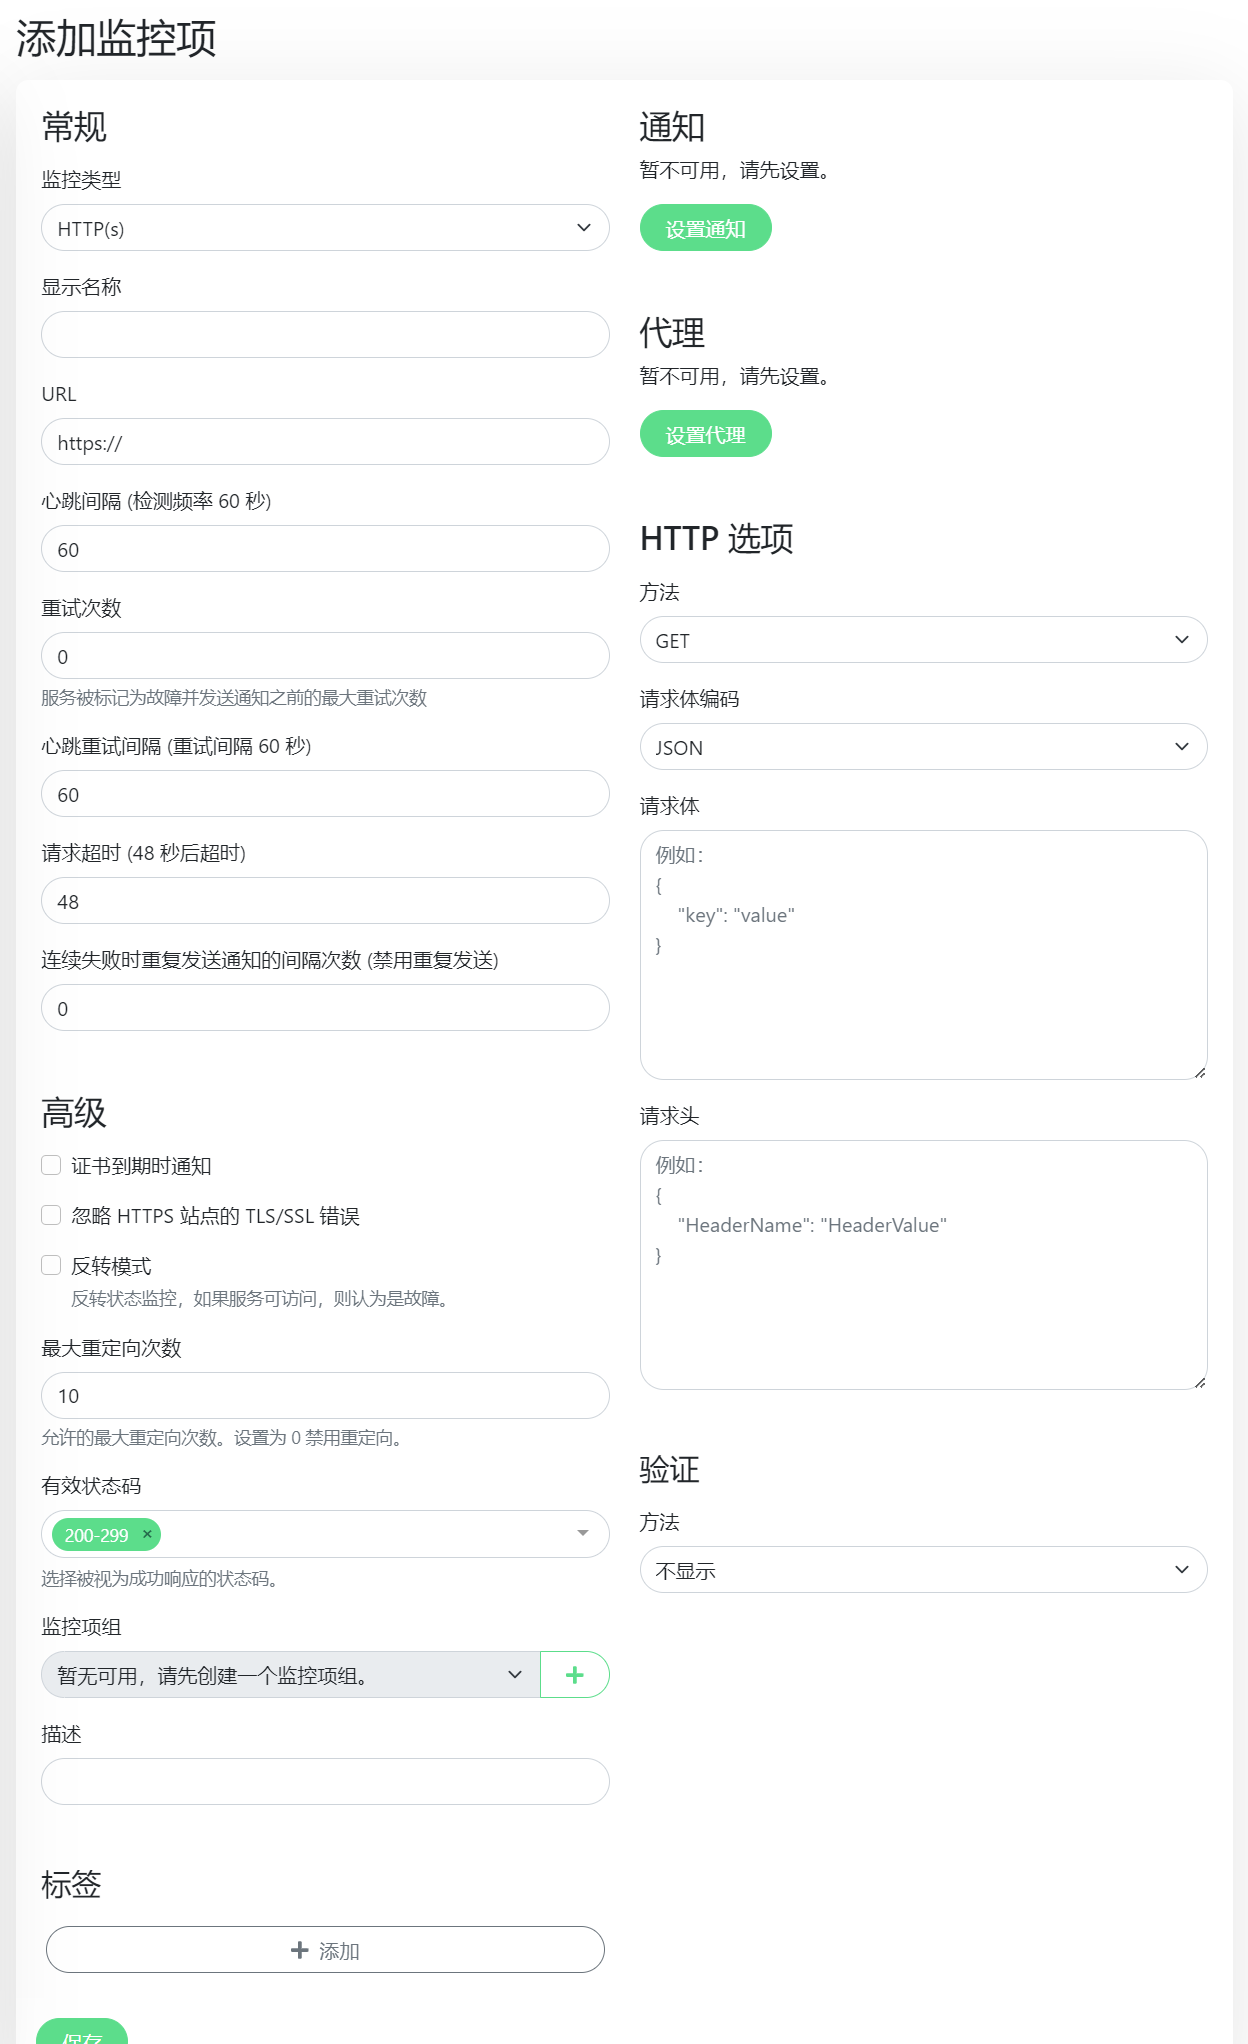 添加监控项
常规
监控类型
HTTP(s)
显示名称
URL
https://
心跳间隔 (检测频率 60 秒)
60
重试次数
0
服务被标记为故障并发送通知之前的最大重试次数
心跳重试间隔 (重试间隔 60 秒)
60
请求超时 (48 秒后超时)
48
连续失败时重复发送通知的间隔次数 (禁用重复发送)
0
高级
证书到期时通知
忽略 HTTPS 站点的 TLS/SSL 错误
反转模式
反转状态监控，如果服务可访问，则认为是故障。
最大重定向次数
10
允许的最大重定向次数。设置为 0 禁用重定向。
有效状态码
200-299 ×
选择被视为成功响应的状态码。
监控项组
暂无可用，请先创建一个监控项组。
描述
标签
添加
保存
通知
暂不可用，请先设置。
设置通知
代理
暂不可用，请先设置。
设置代理
HTTP 选项
方法
GET
请求体编码
JSON
请求体
例如：
{
"key": "value"
}
请求头
例如：
{
"HeaderName": "HeaderValue"
}
验证
方法
不显示